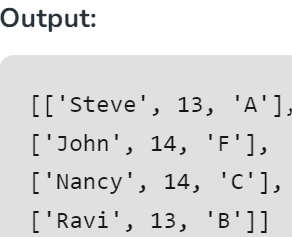 Output:
[['Steve', 13, 'A'],
['John', 14, 'F'],
['Nancy', 14, 'C'],
['Ravi', 13, 'B']]